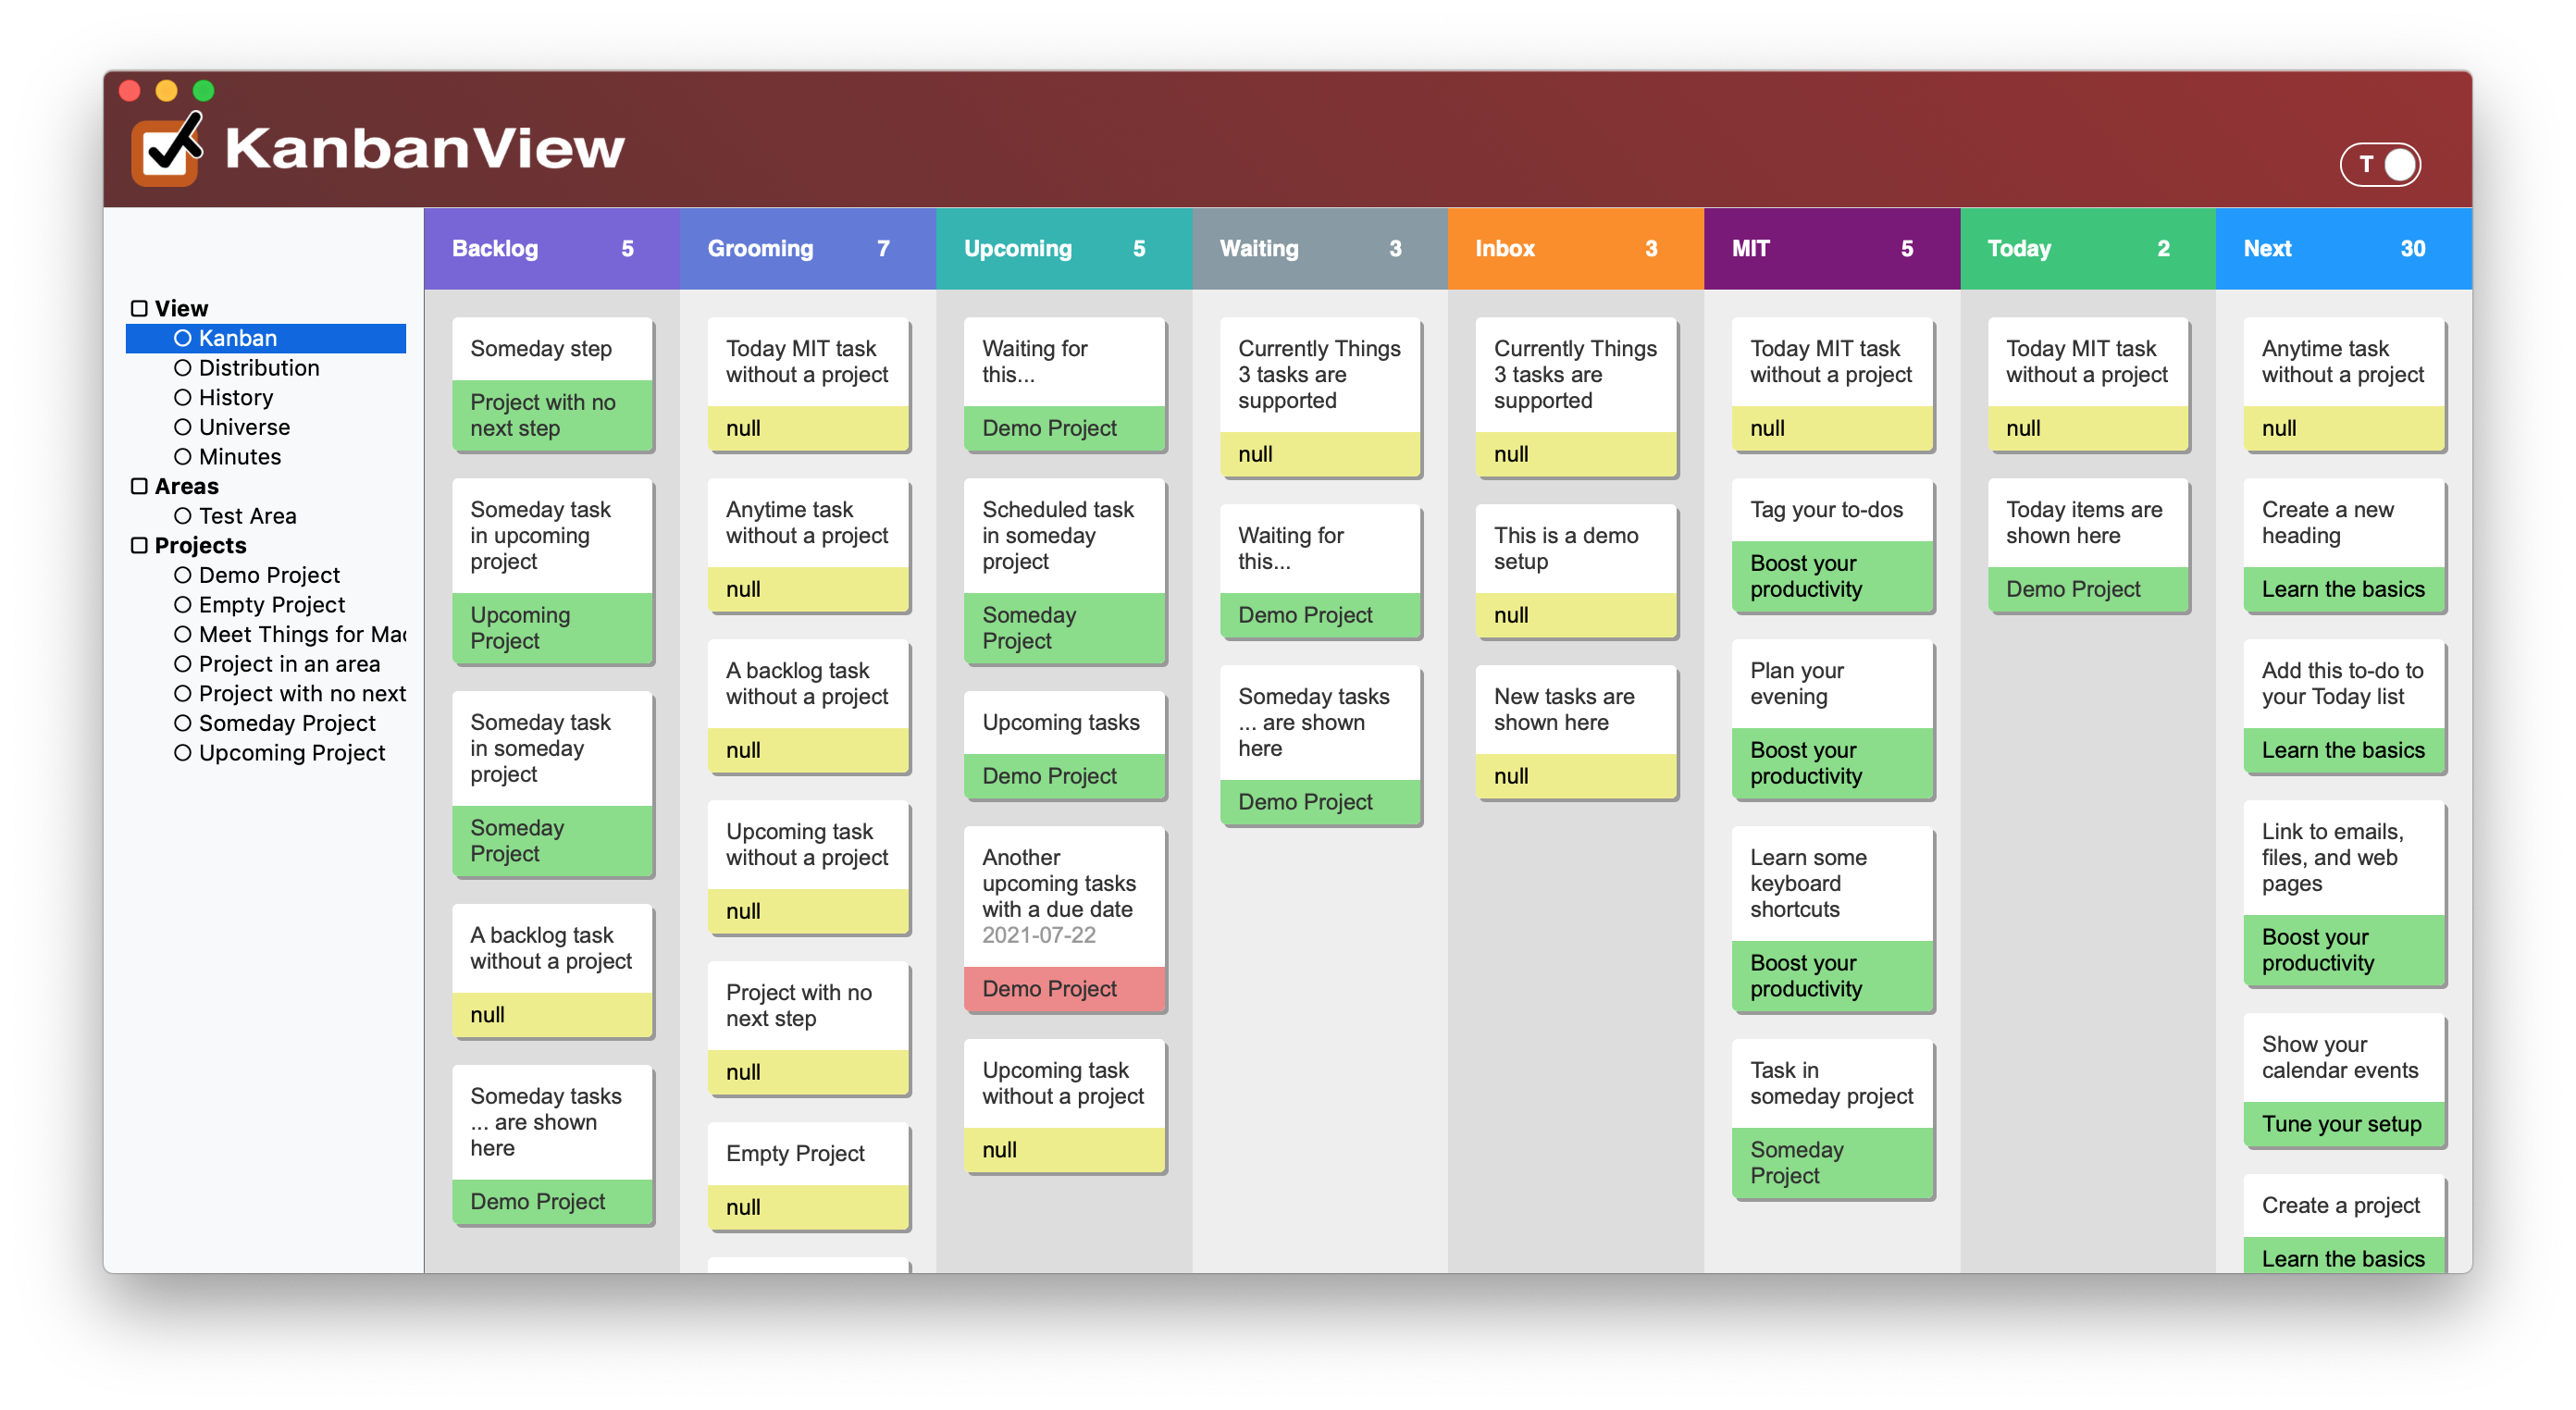 KanbanView
T
View
Kanban
Distribution
History
Universe
Minutes
Areas
Test Area
Projects
Demo Project
Empty Project
Meet Things for Mac
Project in an area
Project with no next
Someday Project
Upcoming Project
Backlog 5
Someday step
Project with no
next step
Someday task
in upcoming
project
Upcoming
Project
Someday task
in someday
project
Someday
Project
A backlog task
without a project
null
Someday tasks
... are shown
here
Demo Project
Grooming 7
Today MIT task
without a project
null
Anytime task
without a project
null
A backlog task
without a project
null
Upcoming task
without a project
null
Project with no
next step
null
Empty Project
null
Upcoming 5
Waiting for
this...
Demo Project
Scheduled task
in someday
project
Someday
Project
Upcoming tasks
Demo Project
Another
upcoming tasks
with a due date
2021-07-22
Demo Project
Upcoming task
without a project
null
Waiting 3
Currently Things
3 tasks are
supported
null
Waiting for
this...
Demo Project
Someday tasks
... are shown
here
Demo Project
Inbox 3
Currently Things
3 tasks are
supported
null
This is a demo
setup
null
New tasks are
shown here
null
MIT 5
Today MIT task
without a project
null
Tag your to-dos
Boost your
productivity
Plan your
evening
Boost your
productivity
Learn some
keyboard
shortcuts
Boost your
productivity
Task in
someday project
Someday
Project
Today 2
Today MIT task
without a project
null
Today items are
shown here
Demo Project
Next 30
Anytime task
without a project
null
Create a new
heading
Learn the basics
Add this to-do to
your Today list
Learn the basics
Link to emails,
files, and web
pages
Boost your
productivity
Show your
calendar events
Tune your setup
Create a project
Learn the basics